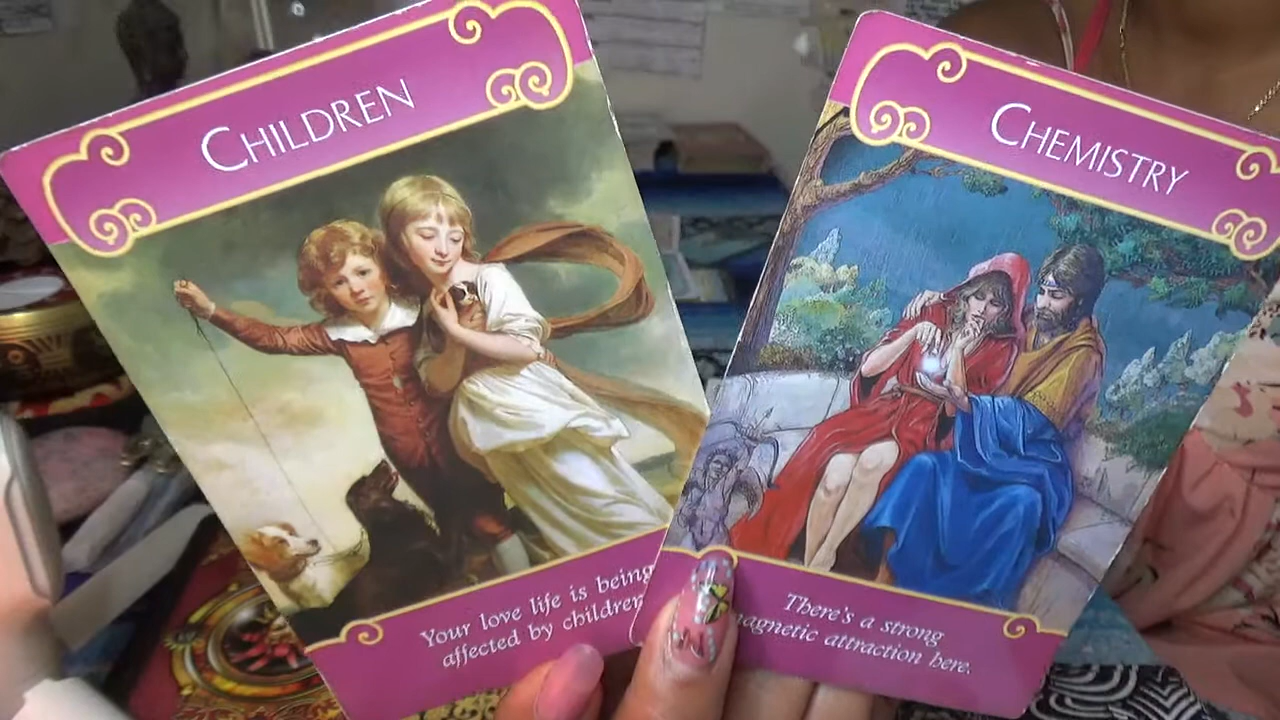 CHILDREN
Your love life is being
affected by children
CHEMISTRY
There's a strong
magnetic attraction here.